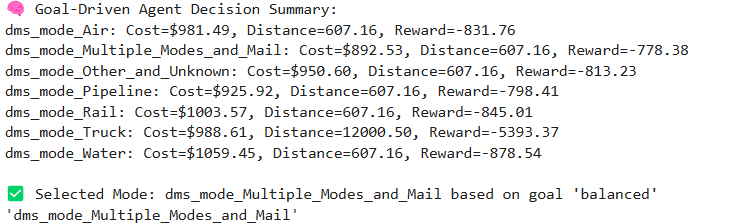 🧠 Goal-Driven Agent Decision Summary:
dms_mode_Air: Cost=$981.49, Distance=607.16, Reward=-831.76
dms_mode_Multiple_Modes_and_Mail: Cost=$892.53, Distance=607.16, Reward=-778.38
dms_mode_Other_and_Unknown: Cost=$950.60, Distance=607.16, Reward=-813.23
dms_mode_Pipeline: Cost=$925.92, Distance=607.16, Reward=-798.41
dms_mode_Rail: Cost=$1003.57, Distance=607.16, Reward=-845.01
dms_mode_Truck: Cost=$988.61, Distance=12000.50, Reward=-5393.37
dms_mode_Water: Cost=$1059.45, Distance=607.16, Reward=-878.54
✅ Selected Mode: dms_mode_Multiple_Modes_and_Mail based on goal 'balanced'
'dms_mode_Multiple_Modes_and_Mail'